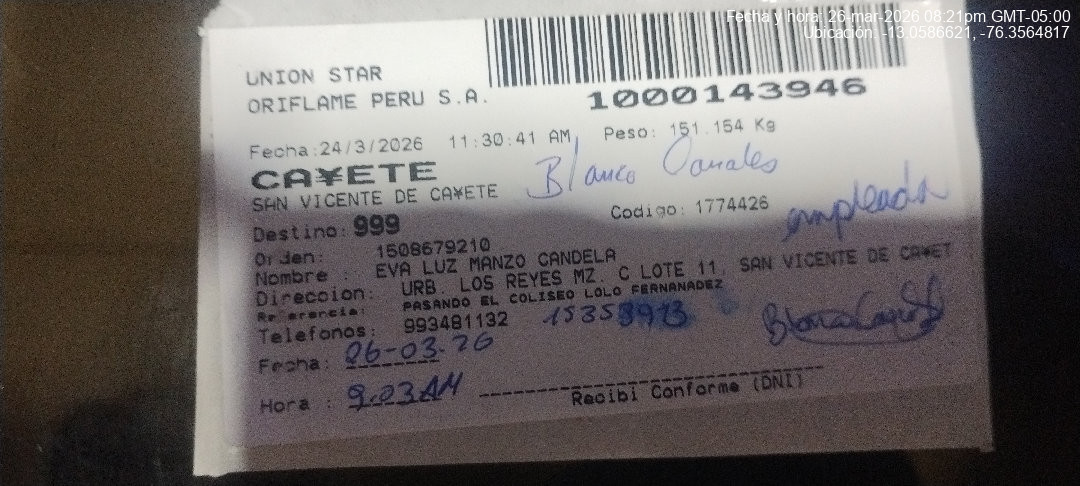 Fecha y hora: 26-mar-2026 08:21pm GMT-05:00
Ubicación: -13.0586621, -76.3564817
UNION STAR
ORIFLAME PERU S.A.
1000143946
Fecha:24/3/2026 11:30:41 AM Peso: 151.154 Kg
CA¥ETE
Blanco Canales
SAN VICENTE DE CA¥ETE
Codigo: 1774426
empleada
Destino: 999
Orden: 1508679210
Nombre : EVA LUZ MANZO CANDELA
Direccion: URB. LOS REYES MZ. C LOTE 11, SAN VICENTE DE CA¥ET
Referencia: PASANDO EL COLISEO LOLO FERNANADEZ
Telefonos: 993481132 15358973
Fecha: 26-03-26
Hora : 9:03 AM
Recibi Conforme (DNI)